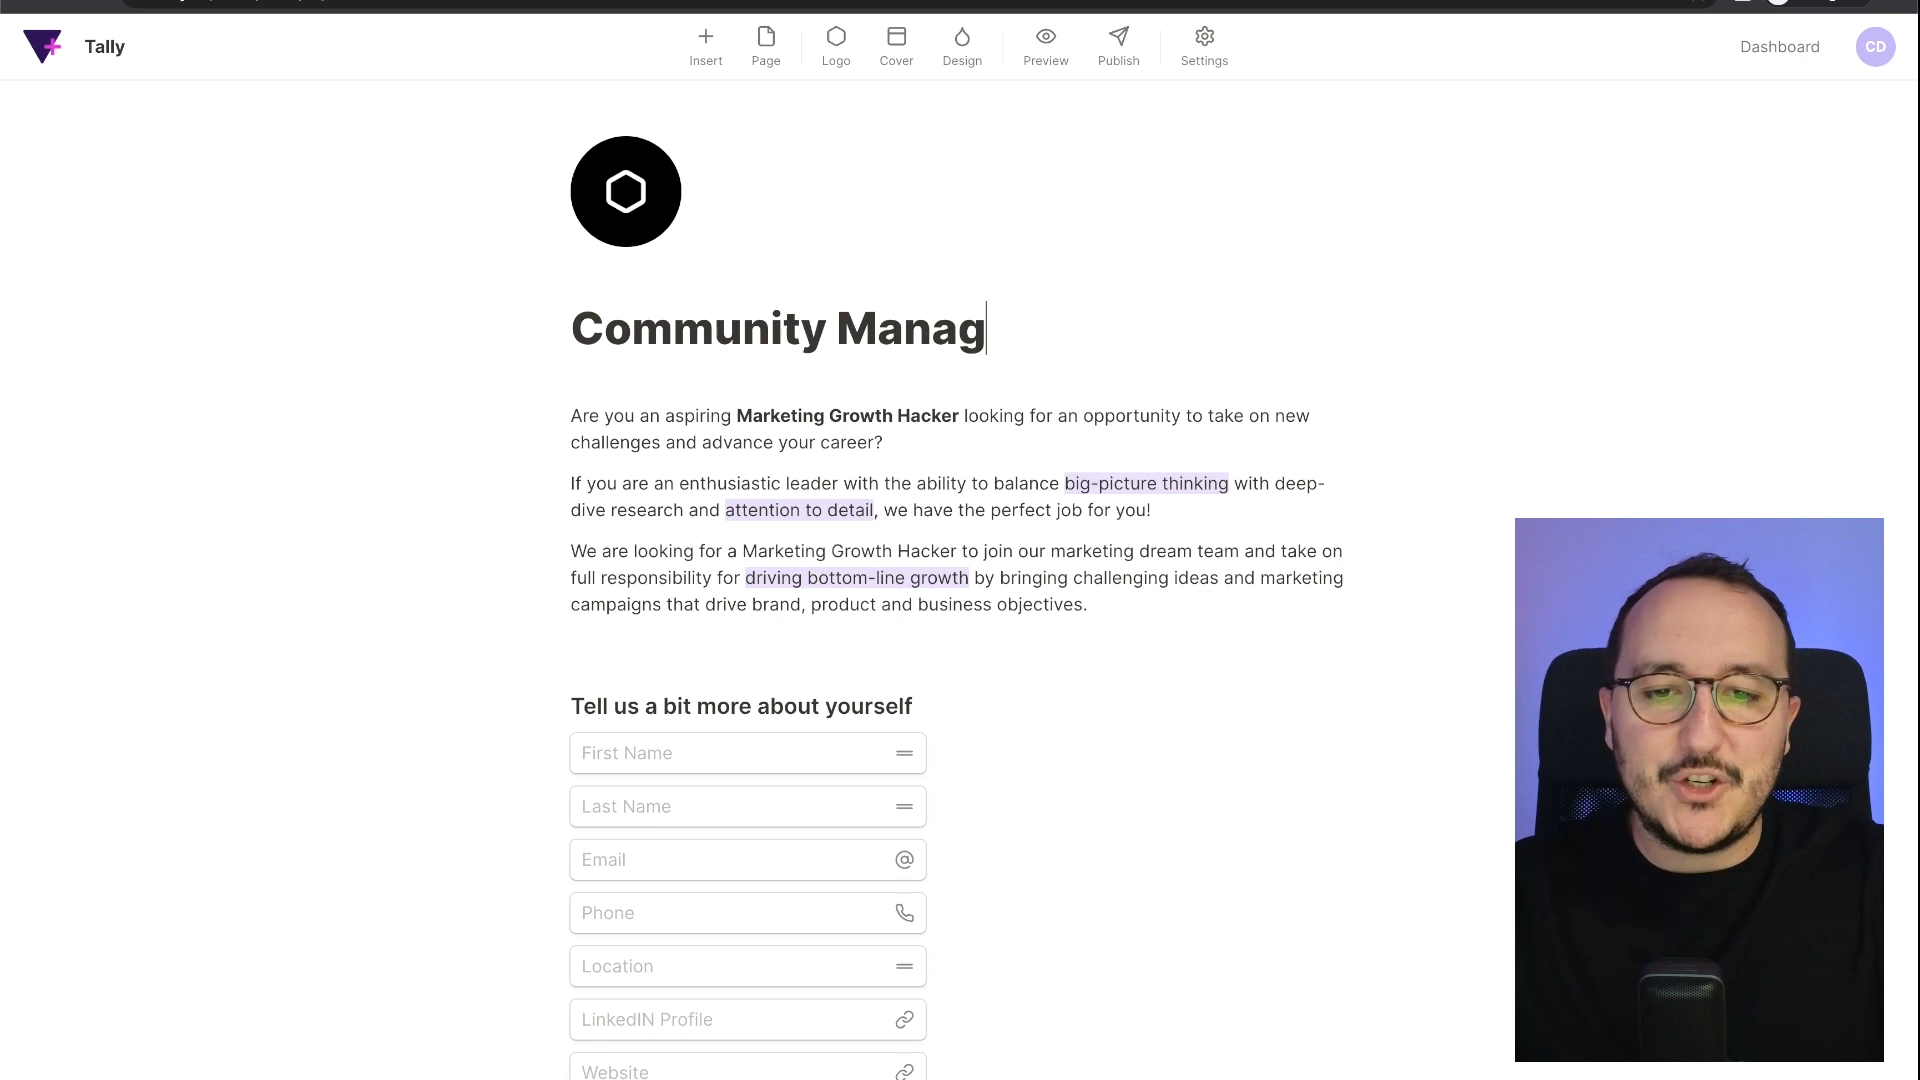 Tally
Insert
Page
Logo
Cover
Design
Preview
Publish
Settings
Dashboard
CD
Community Manag
Are you an aspiring Marketing Growth Hacker looking for an opportunity to take on new
challenges and advance your career?
If you are an enthusiastic leader with the ability to balance big-picture thinking with deep-
dive research and attention to detail, we have the perfect job for you!
We are looking for a Marketing Growth Hacker to join our marketing dream team and take on
full responsibility for driving bottom-line growth by bringing challenging ideas and marketing
campaigns that drive brand, product and business objectives.
Tell us a bit more about yourself
First Name
Last Name
Email
Phone
Location
LinkedIN Profile
Website